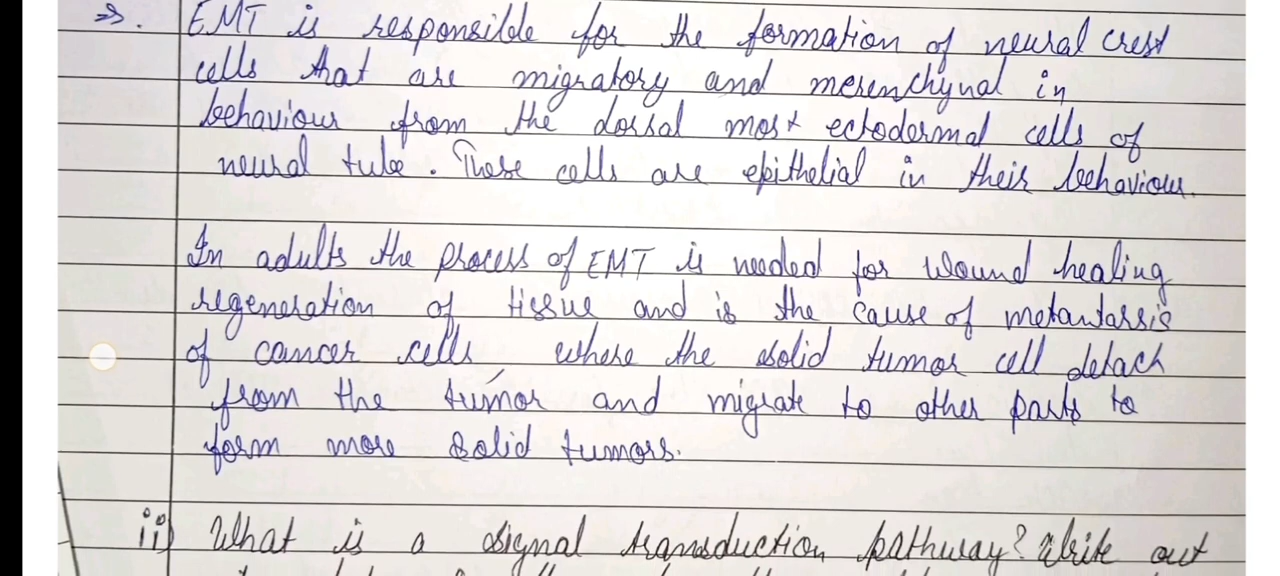 ⇒. EMT is responsible for the formation of neural crest
cells that are migratory and mesenchymal in
behaviour from the dorsal most ectodermal cells of
neural tube. These cells are epithelial in their behaviour.
In adults the process of EMT is needed for wound healing
regeneration of tissue and is the cause of metantarsis
of cancer cells where the solid tumor cell detach
from the tumor and migrate to other parts to
form more solid tumors.
ii) What is a signal transduction pathway? Write out